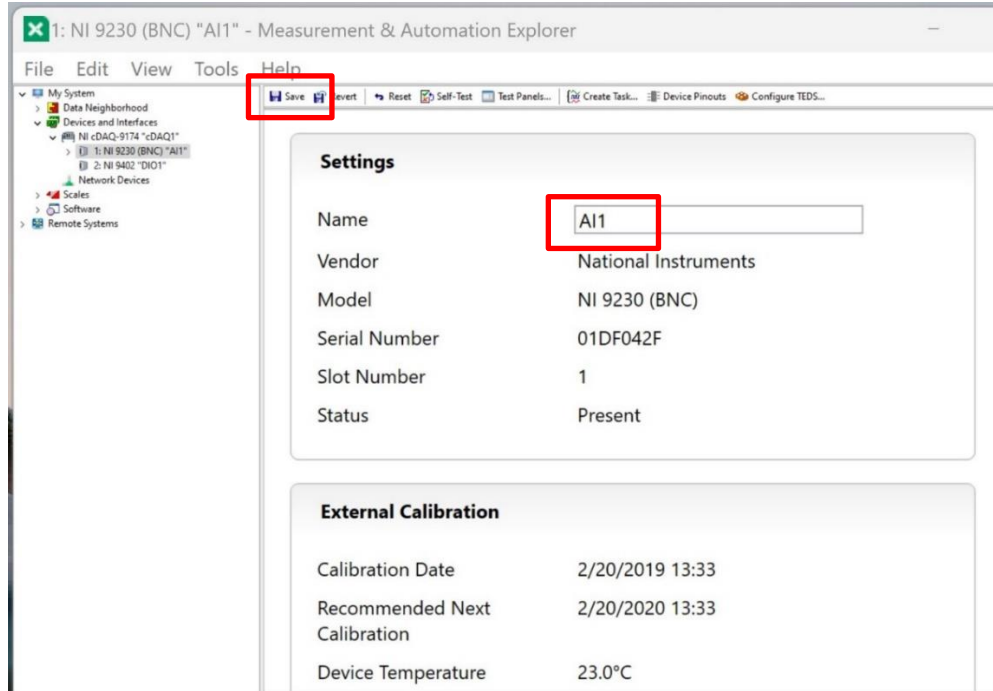 1: NI 9230 (BNC) "AI1" - Measurement & Automation Explorer
File Edit View Tools Help
My System
Data Neighborhood
Devices and Interfaces
NI cDAQ-9174 "cDAQ1"
1: NI 9230 (BNC) "AI1"
2: NI 9402 "DIO1"
Network Devices
Scales
Software
Remote Systems
Save Revert Reset Self-Test Test Panels... Create Task... Device Pinouts Configure TEDS...
Settings
Name AI1
Vendor National Instruments
Model NI 9230 (BNC)
Serial Number 01DF042F
Slot Number 1
Status Present
External Calibration
Calibration Date 2/20/2019 13:33
Recommended Next 2/20/2020 13:33
Calibration
Device Temperature 23.0°C